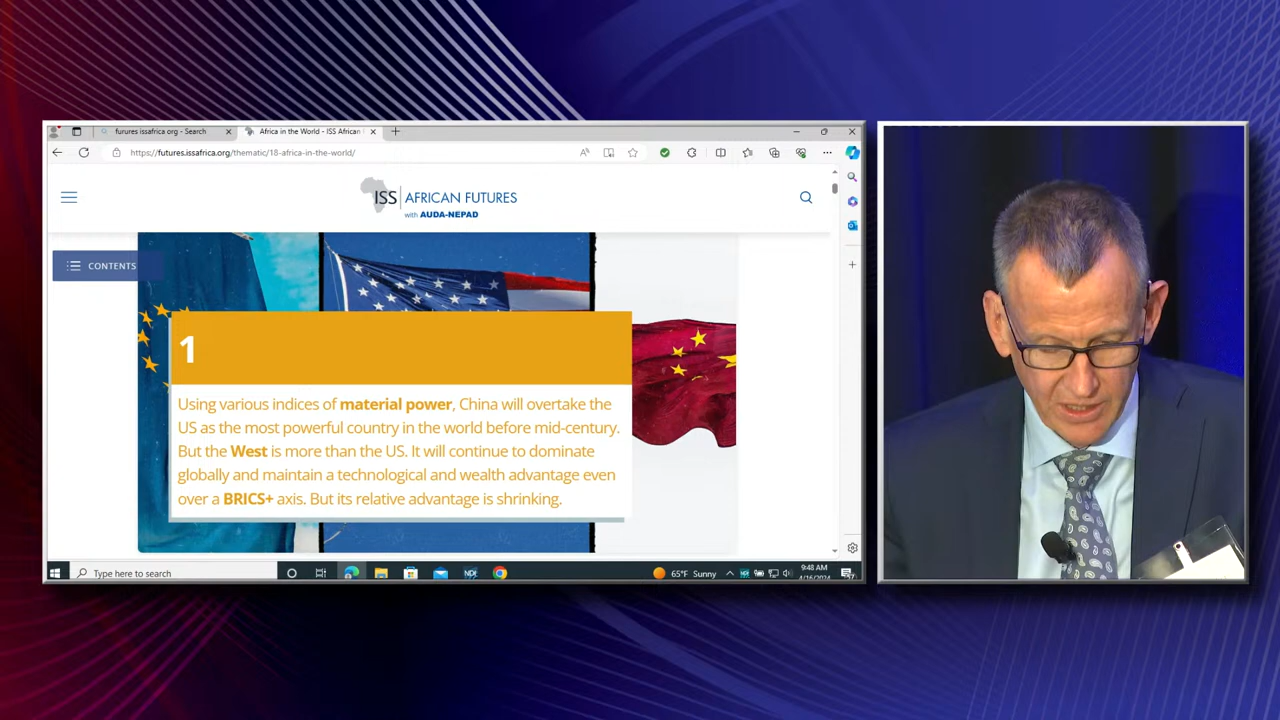 futures issafrica org - Search
Africa in the World - ISS African
https://futures.issafrica.org/thematic/18-africa-in-the-world/
ISS AFRICAN FUTURES
with AUDA-NEPAD
CONTENTS
1
Using various indices of material power, China will overtake the
US as the most powerful country in the world before mid-century.
But the West is more than the US. It will continue to dominate
globally and maintain a technological and wealth advantage even
over a BRICS+ axis. But its relative advantage is shrinking.
Type here to search
65°F Sunny
9:48 AM
4/16/2024